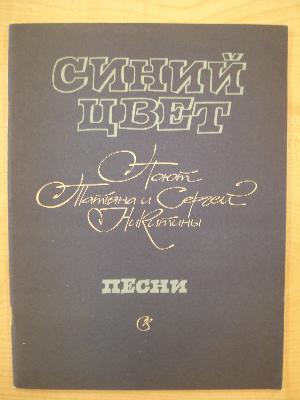 СИНИЙ
ЦВЕТ
Поют
Татьяна и Сергей
Никитины
ПЕСНИ